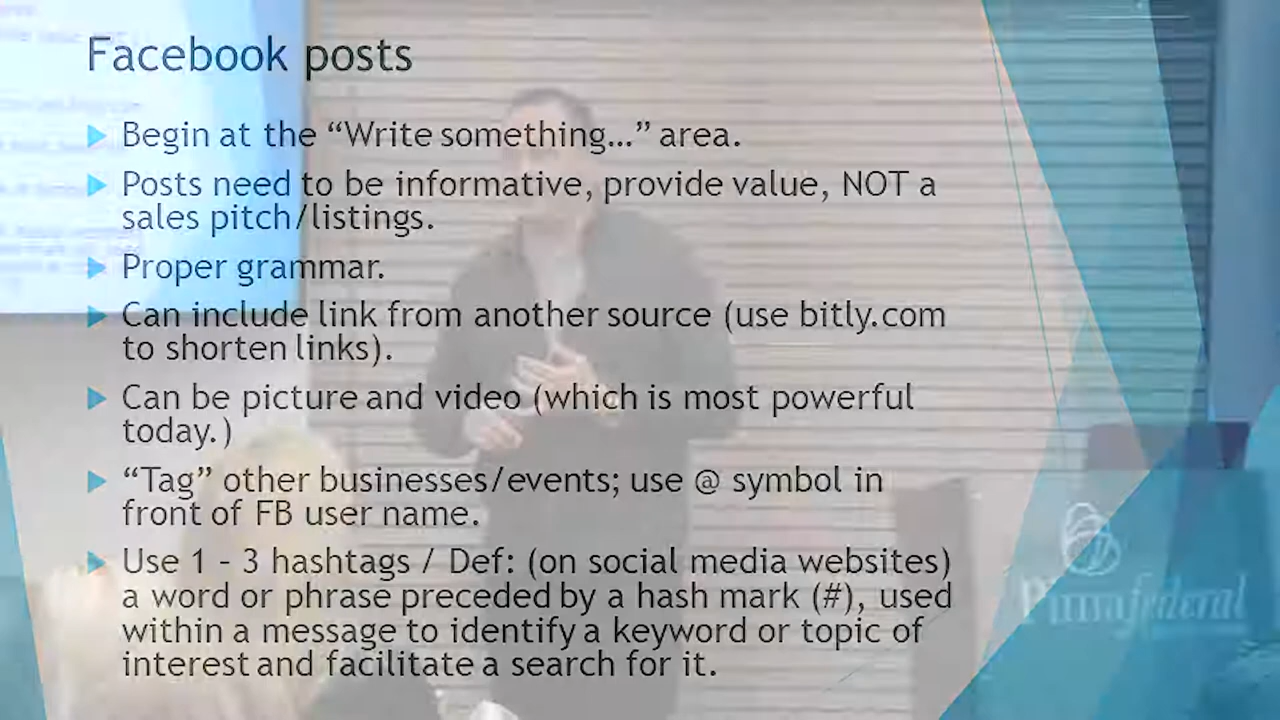 Facebook posts
Begin at the “Write something…” area.
Posts need to be informative, provide value, NOT a
sales pitch/listings.
Proper grammar.
Can include link from another source (use bitly.com
to shorten links).
Can be picture and video (which is most powerful
today.)
“Tag” other businesses/events; use @ symbol in
front of FB user name.
Use 1 – 3 hashtags / Def: (on social media websites)
a word or phrase preceded by a hash mark (#), used
within a message to identify a keyword or topic of
interest and facilitate a search for it.